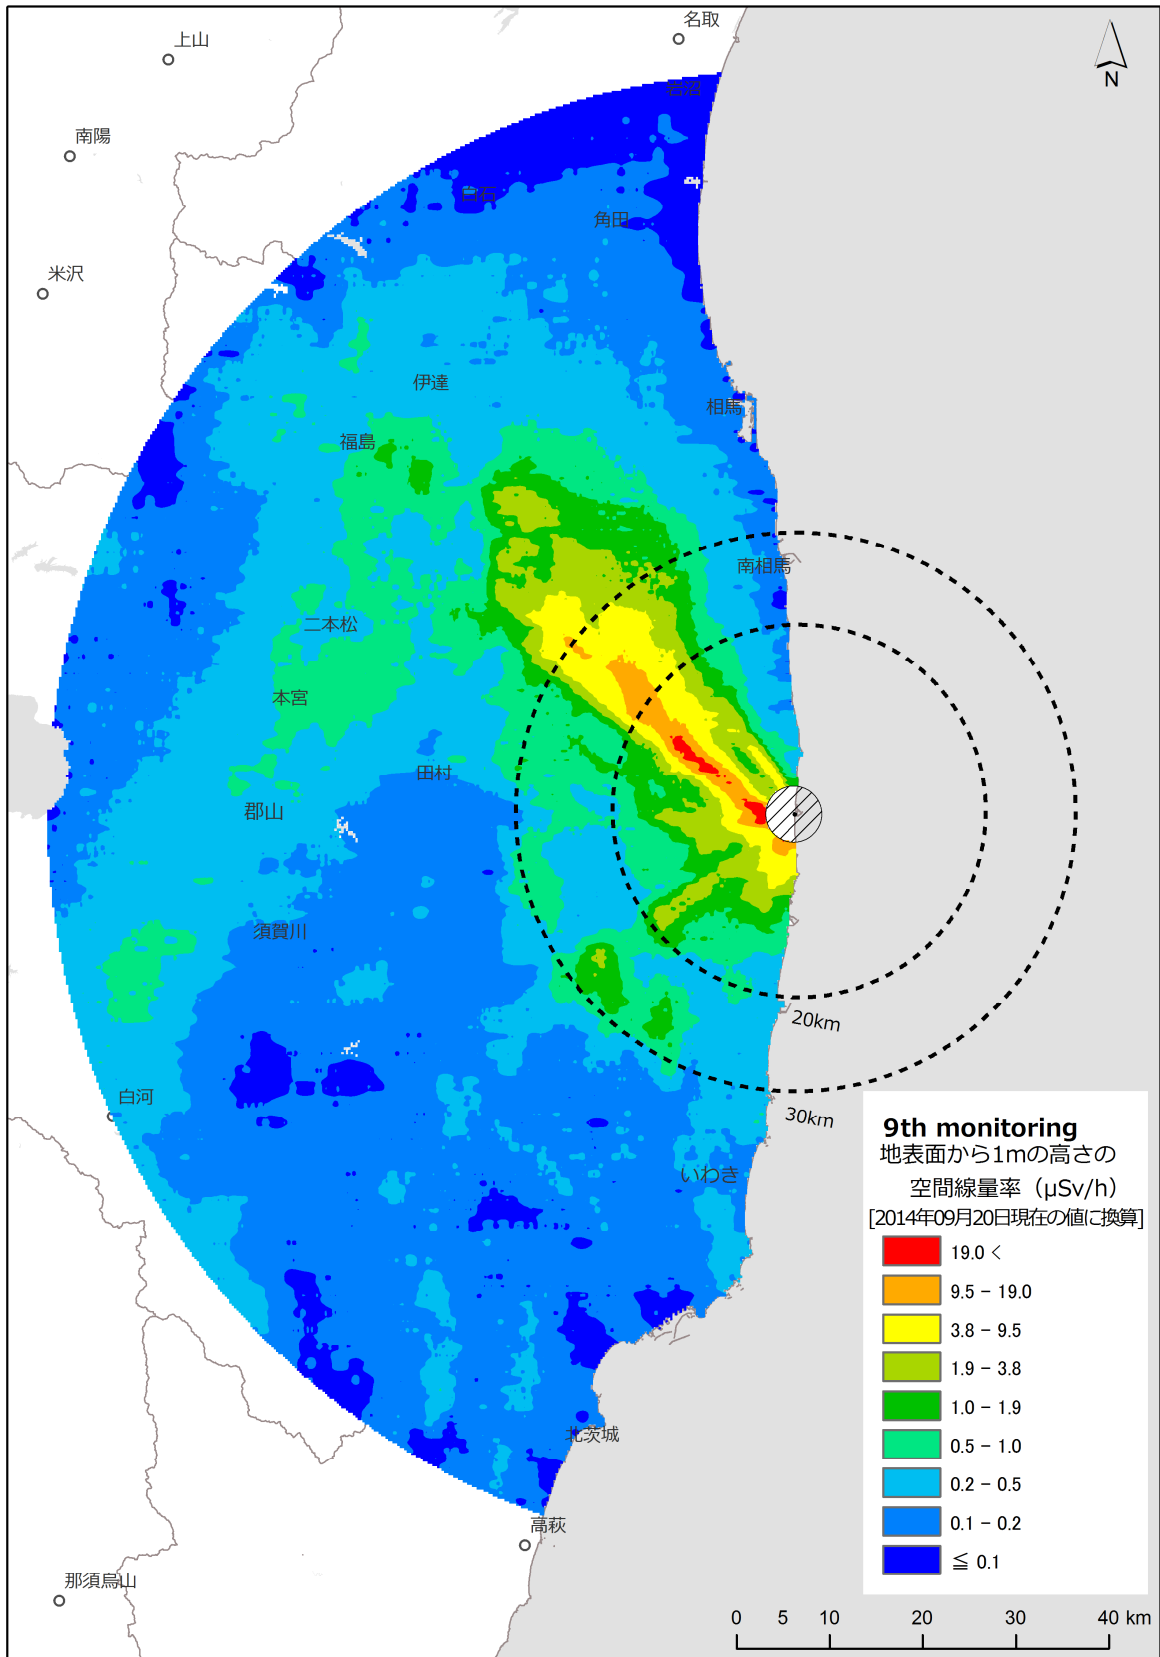 名取
上山
N
岩沼
南陽
白石
角田
米沢
伊達
相馬
福島
南相馬
二本松
本宮
田村
郡山
須賀川
20km
白河
30km
いわき
9th monitoring
地表面から1mの高さの
空間線量率（μSv/h）
[2014年09月20日現在の値に換算]
19.0 <
9.5 - 19.0
3.8 - 9.5
1.9 - 3.8
1.0 - 1.9
0.5 - 1.0
0.2 - 0.5
0.1 - 0.2
≦ 0.1
北茨城
高萩
那須烏山
0 5 10 20 30 40 km